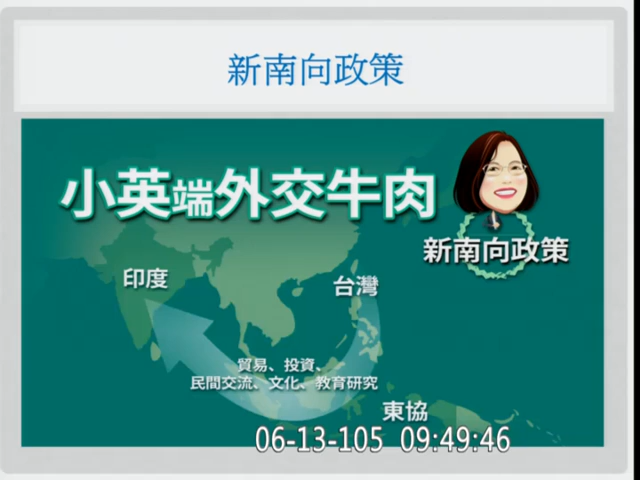 新南向政策
小英端外交牛肉
新南向政策
印度
台灣
貿易、投資、
民間交流、文化、教育研究
東協
06-13-105 09:49:46